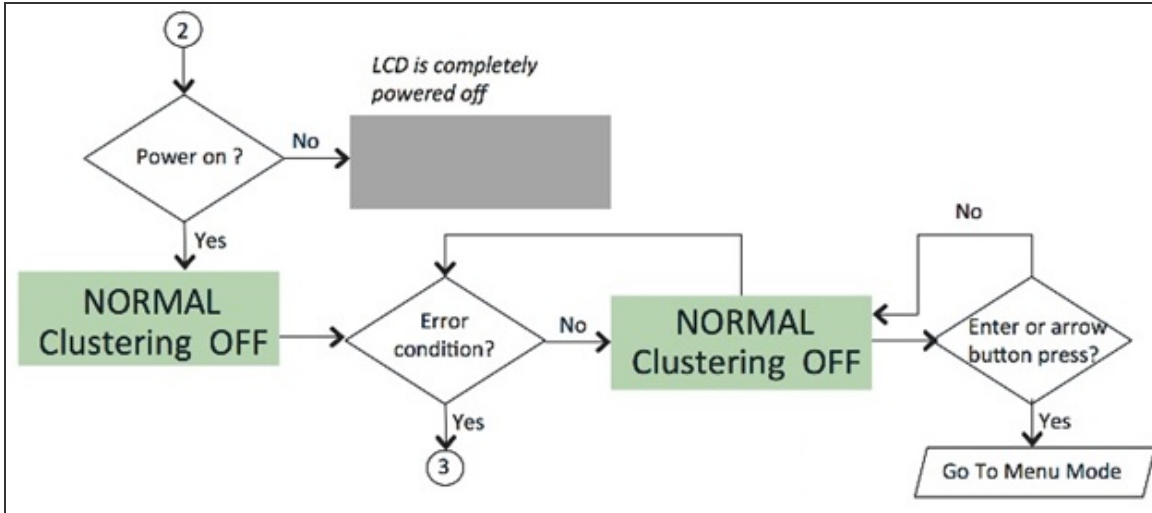 2
LCD is completely
powered off
Power on ?
No
Yes
NORMAL
Clustering OFF
Error
condition?
No
Yes
3
NORMAL
Clustering OFF
No
Enter or arrow
button press?
Yes
Go To Menu Mode